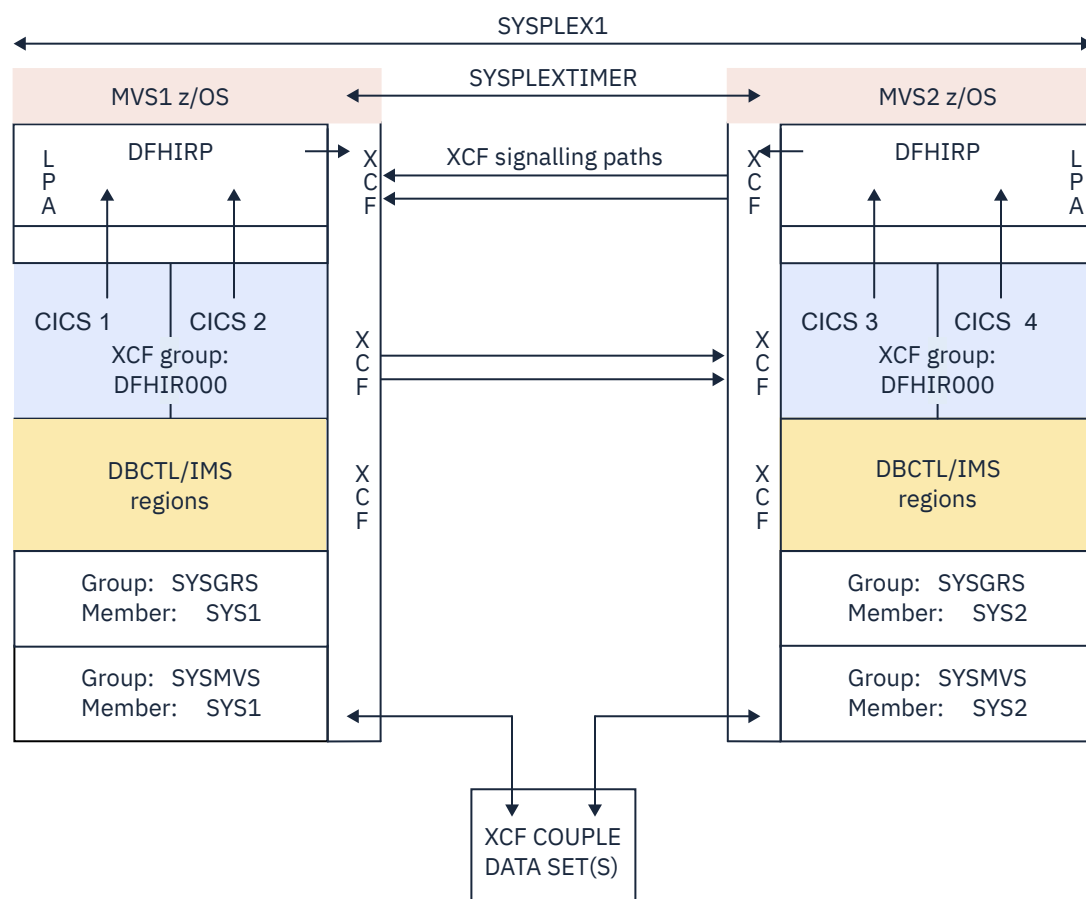 SYSPLEX1
SYSPLEXTIMER
MVS1 z/OS
MVS2 z/OS
DFHIRP
L
P
A
X
C
F
XCF signalling paths
X
C
F
DFHIRP
L
P
A
CICS 1
CICS 2
XCF group:
DFHIR000
X
C
F
X
C
F
CICS 3
CICS 4
XCF group:
DFHIR000
DBCTL/IMS
regions
X
C
F
X
C
F
DBCTL/IMS
regions
Group: SYSGRS
Member: SYS1
Group: SYSGRS
Member: SYS2
Group: SYSMVS
Member: SYS1
Group: SYSMVS
Member: SYS2
XCF COUPLE
DATA SET(S)